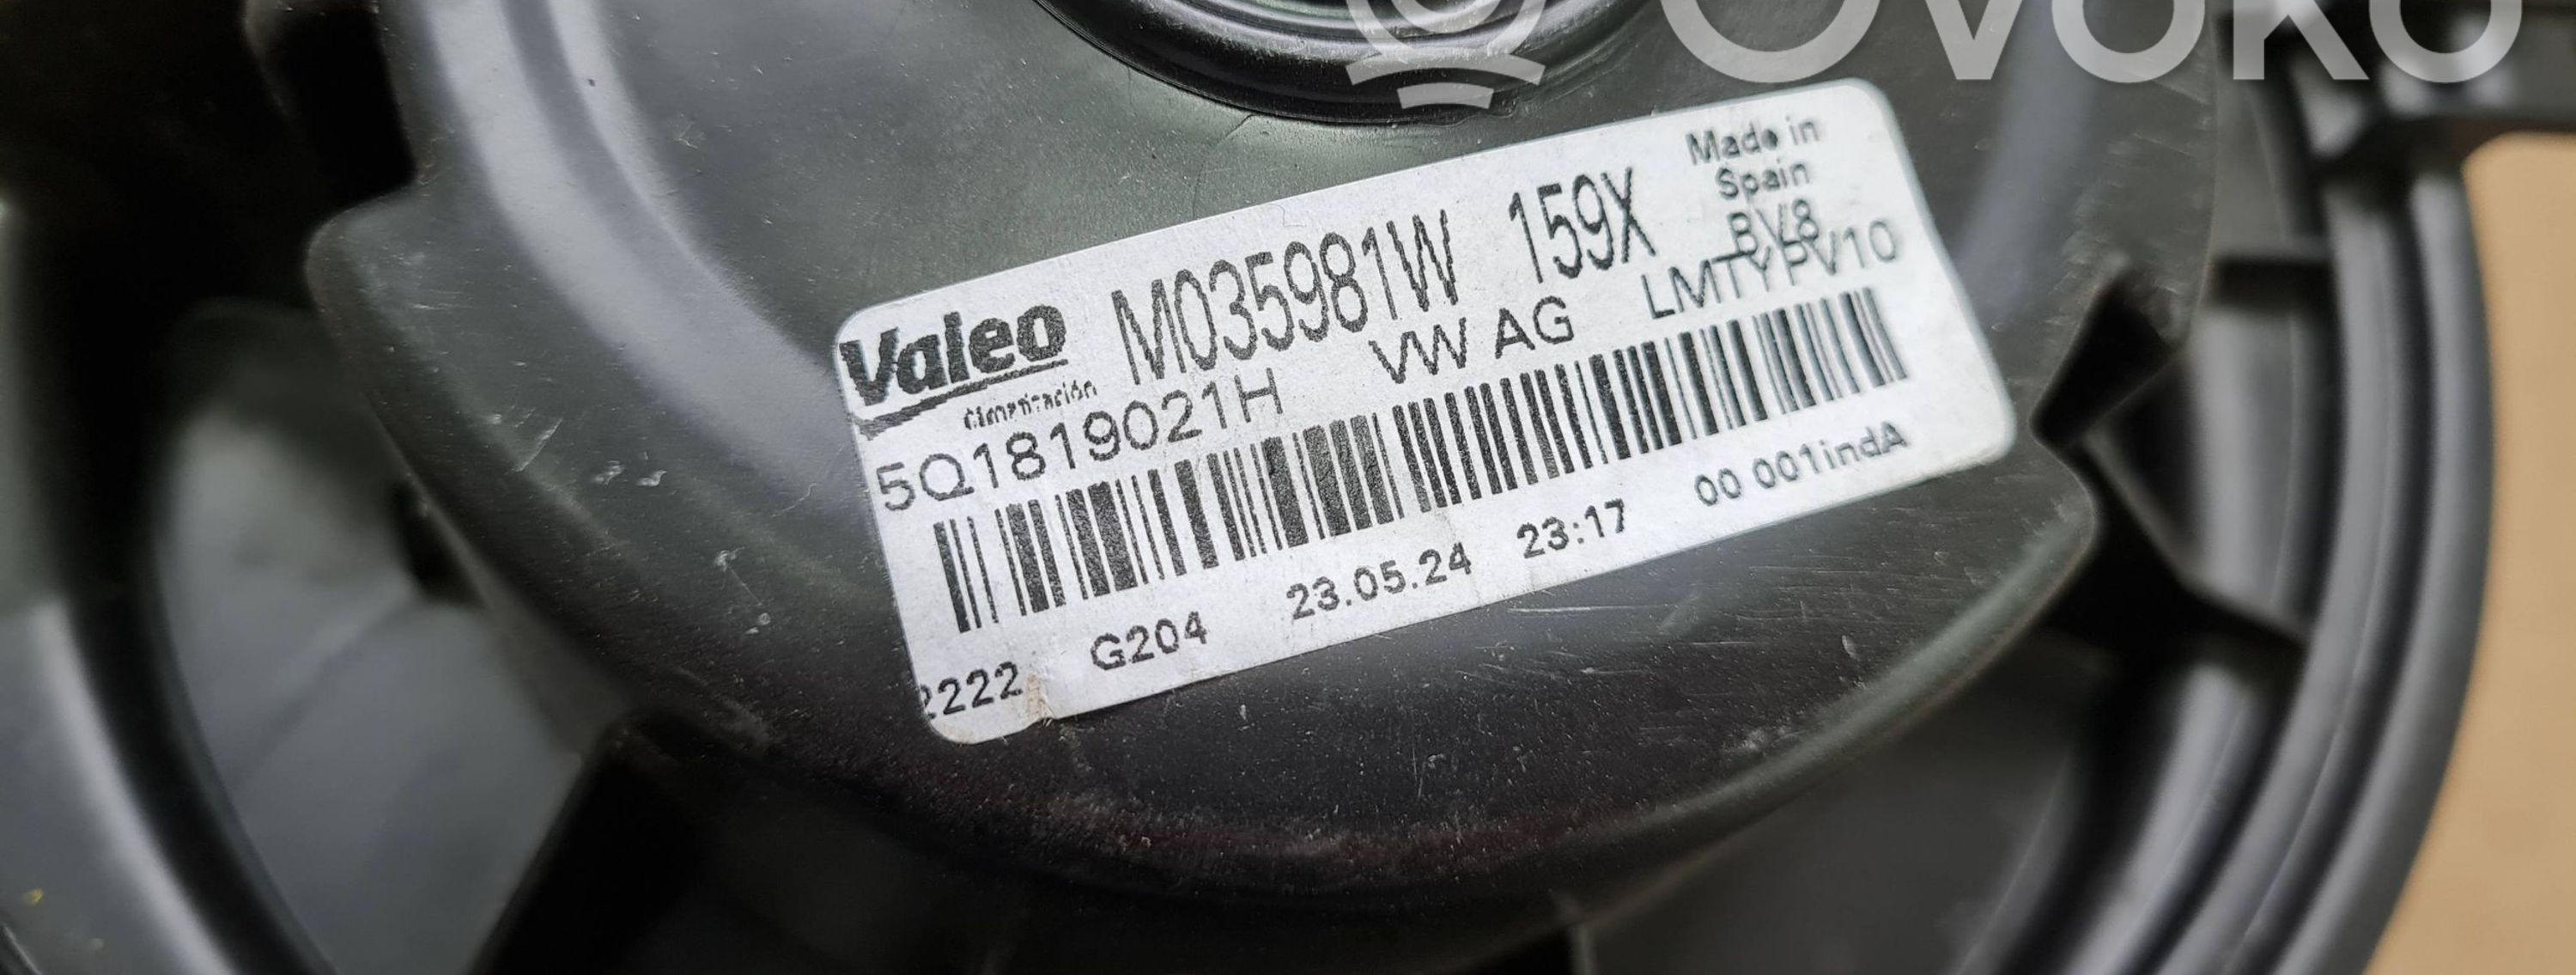 OVOKO
Made in
Spain
BV8
Valeo M035981W 159X
Climatización
5Q1819021H VW AG LMTYPV10
2222 G204 23.05.24 23:17 00 001indA